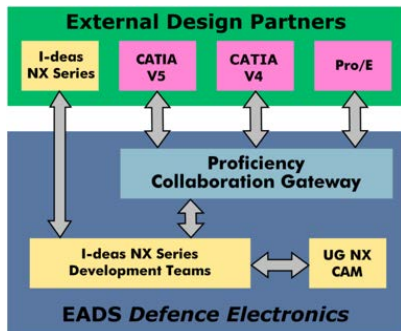 External Design Partners
I-deas
NX Series
CATIA
V5
CATIA
V4
Pro/E
Proficiency
Collaboration Gateway
I-deas NX Series
Development Teams
UG NX
CAM
EADS Defence Electronics